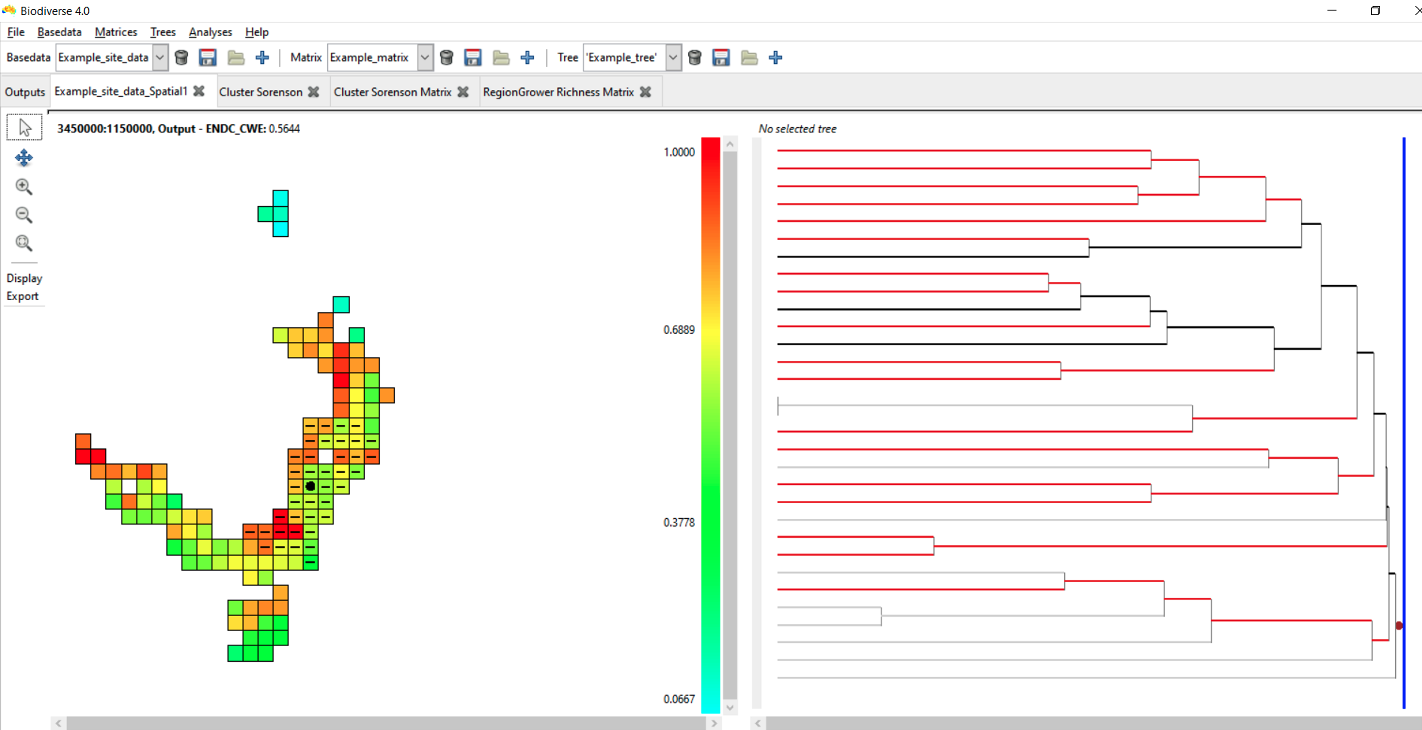 Biodiverse 4.0
File Basedata Matrices Trees Analyses Help
Basedata Example_site_data Matrix Example_matrix Tree 'Example_tree'
Outputs Example_site_data_Spatial1 Cluster Sorenson Cluster Sorenson Matrix RegionGrower Richness Matrix
3450000:1150000, Output - ENDC_CWE: 0.5644
No selected tree
1.0000
Display
Export
0.6889
0.3778
0.0667